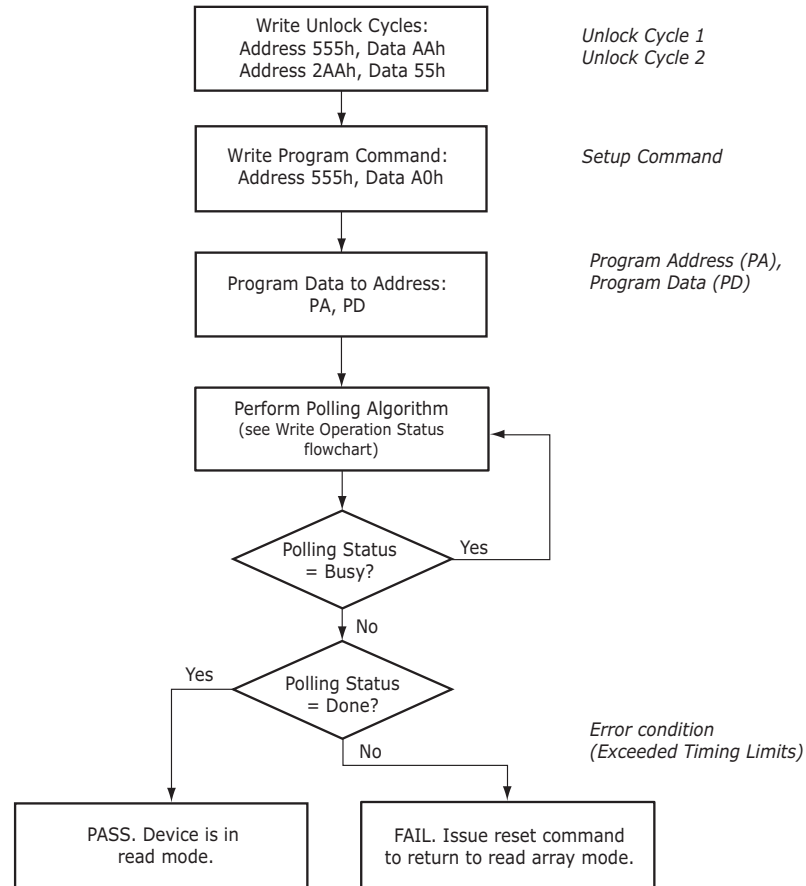 Write Unlock Cycles:
Address 555h, Data AAh
Address 2AAh, Data 55h
Unlock Cycle 1
Unlock Cycle 2
Write Program Command:
Address 555h, Data A0h
Setup Command
Program Data to Address:
PA, PD
Program Address (PA),
Program Data (PD)
Perform Polling Algorithm
(see Write Operation Status
flowchart)
Polling Status
= Busy?
Yes
No
Polling Status
= Done?
Yes
No
Error condition
(Exceeded Timing Limits)
PASS. Device is in
read mode.
FAIL. Issue reset command
to return to read array mode.